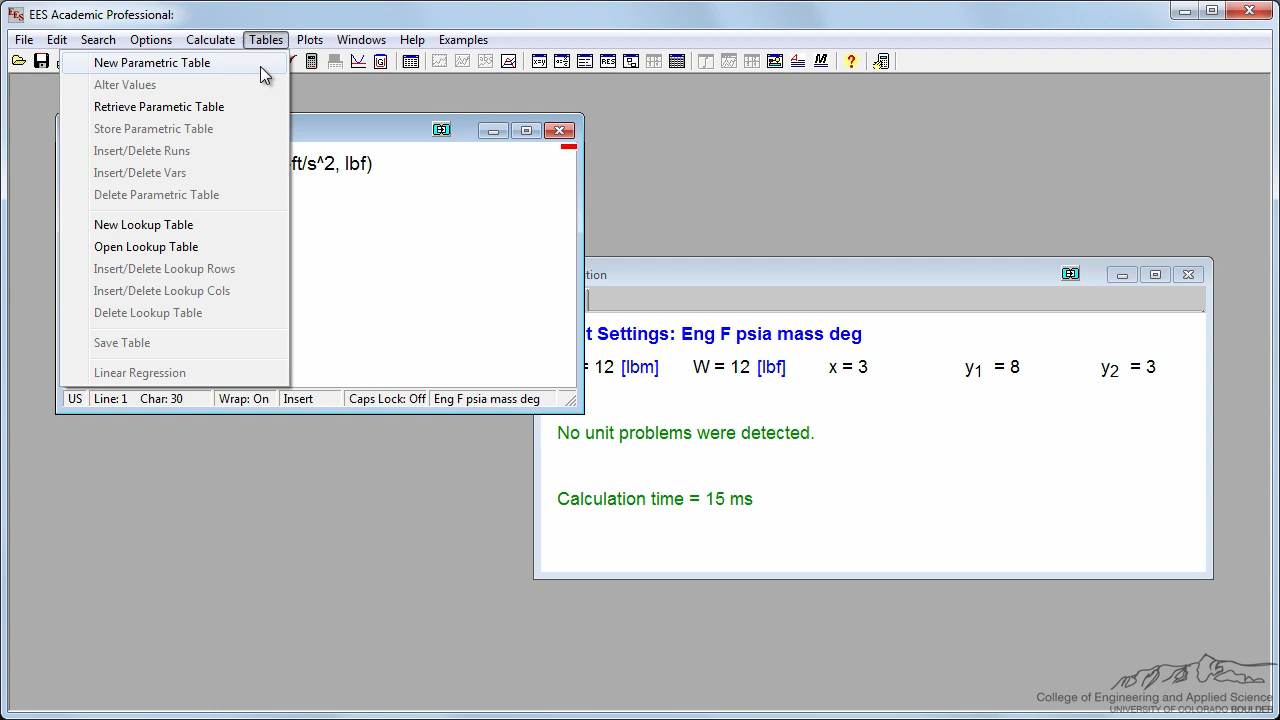 EES Academic Professional:
File Edit Search Options Calculate Tables Plots Windows Help Examples
New Parametric Table
Alter Values
Retrieve Parametic Table
Store Parametric Table
Insert/Delete Runs
Insert/Delete Vars
Delete Parametric Table
New Lookup Table
Open Lookup Table
Insert/Delete Lookup Rows
Insert/Delete Lookup Cols
Delete Lookup Table
Save Table
Linear Regression
ft/s^2, lbf)
US Line: 1 Char: 30 Wrap: On Insert Caps Lock: Off Eng F psia mass deg
tion
t Settings: Eng F psia mass deg
= 12 [lbm] W = 12 [lbf] x = 3 y1 = 8 y2 = 3
No unit problems were detected.
Calculation time = 15 ms
College of Engineering and Applied Science
UNIVERSITY OF COLORADO BOULDER